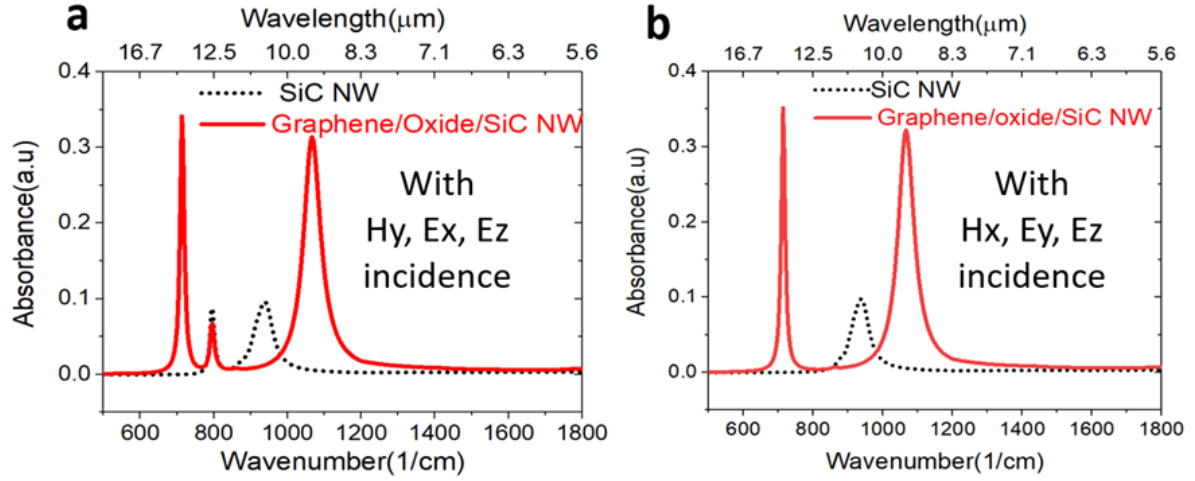 a
Wavelength(μm)
16.7 12.5 10.0 8.3 7.1 6.3 5.6
0.4
0.3
0.2
0.1
0.0
Absorbance(a.u)
SiC NW
Graphene/Oxide/SiC NW
With
Hy, Ex, Ez
incidence
600 800 1000 1200 1400 1600 1800
Wavenumber(1/cm)
b
Wavelength(μm)
16.7 12.5 10.0 8.3 7.1 6.3 5.6
0.4
0.3
0.2
0.1
0.0
Absorbance(a.u)
SiC NW
Graphene/oxide/SiC NW
With
Hx, Ey, Ez
incidence
600 800 1000 1200 1400 1600 1800
Wavenumber(1/cm)